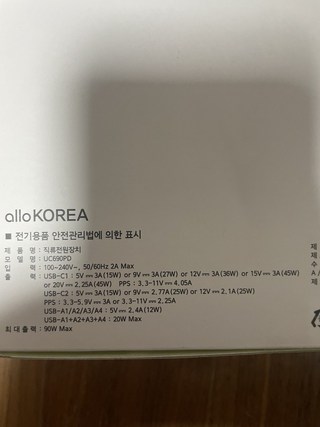 alloKOREA
■ 전기용품 안전관리법에 의한 표시
제 품 명 : 직류전원장치
모 델 명 : UC690PD
입 력 : 100~240V~, 50/60Hz 2A Max
출 력 : USB-C1 : 5V⎓3A(15W) or 9V⎓3A(27W) or 12V⎓3A(36W) or 15V⎓3A(45W)
or 20V⎓2.25A(45W) PPS : 3.3-11V⎓4.05A
USB-C2 : 5V⎓3A(15W) or 9V⎓2.77A(25W) or 12V⎓2.1A(25W)
PPS : 3.3-5.9V⎓3A or 3.3-11V⎓2.25A
USB-A1/A2/A3/A4 : 5V⎓2.4A(12W)
USB-A1+A2+A3+A4 : 20W Max
최 대 출 력 : 90W Max
제
제
수
A/
제